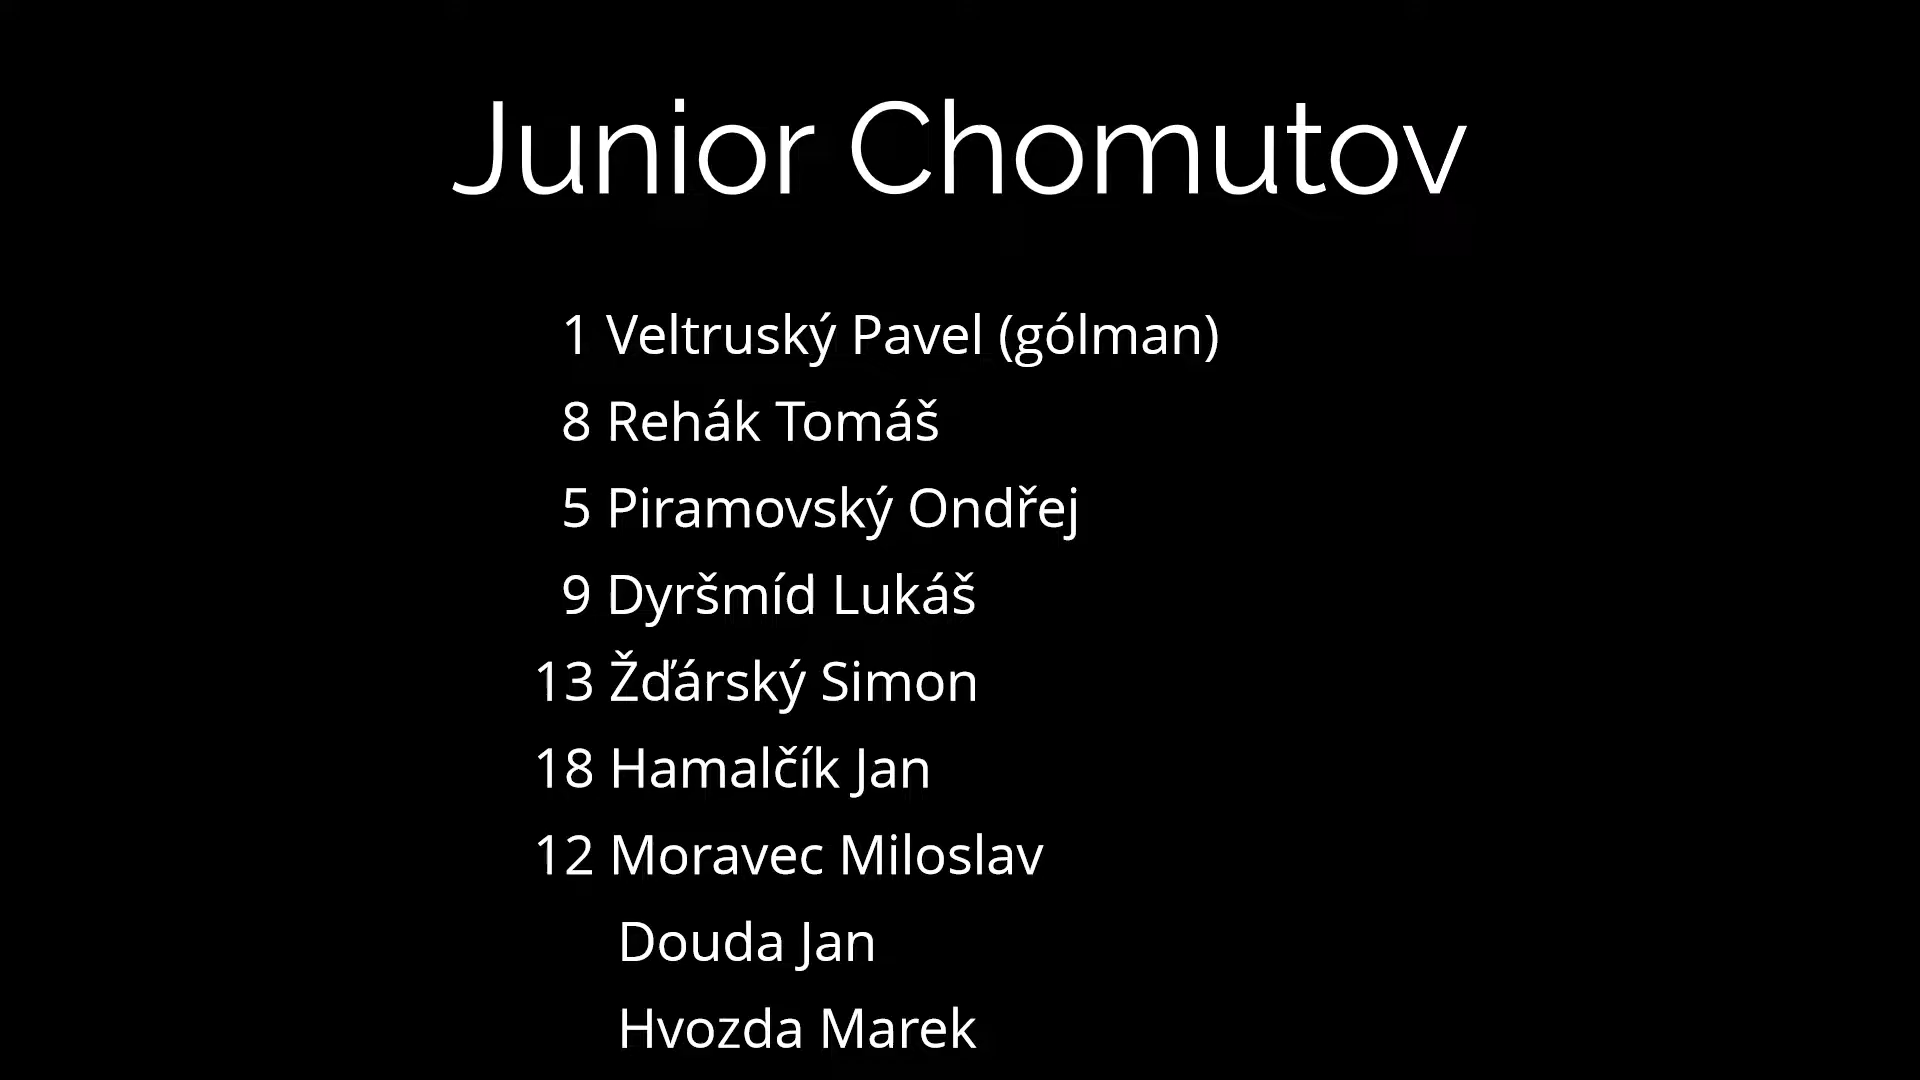 Junior Chomutov
1 Veltruský Pavel (gólman)
8 Rehák Tomáš
5 Piramovský Ondřej
9 Dyršmíd Lukáš
13 Žďárský Simon
18 Hamalčík Jan
12 Moravec Miloslav
Douda Jan
Hvozda Marek